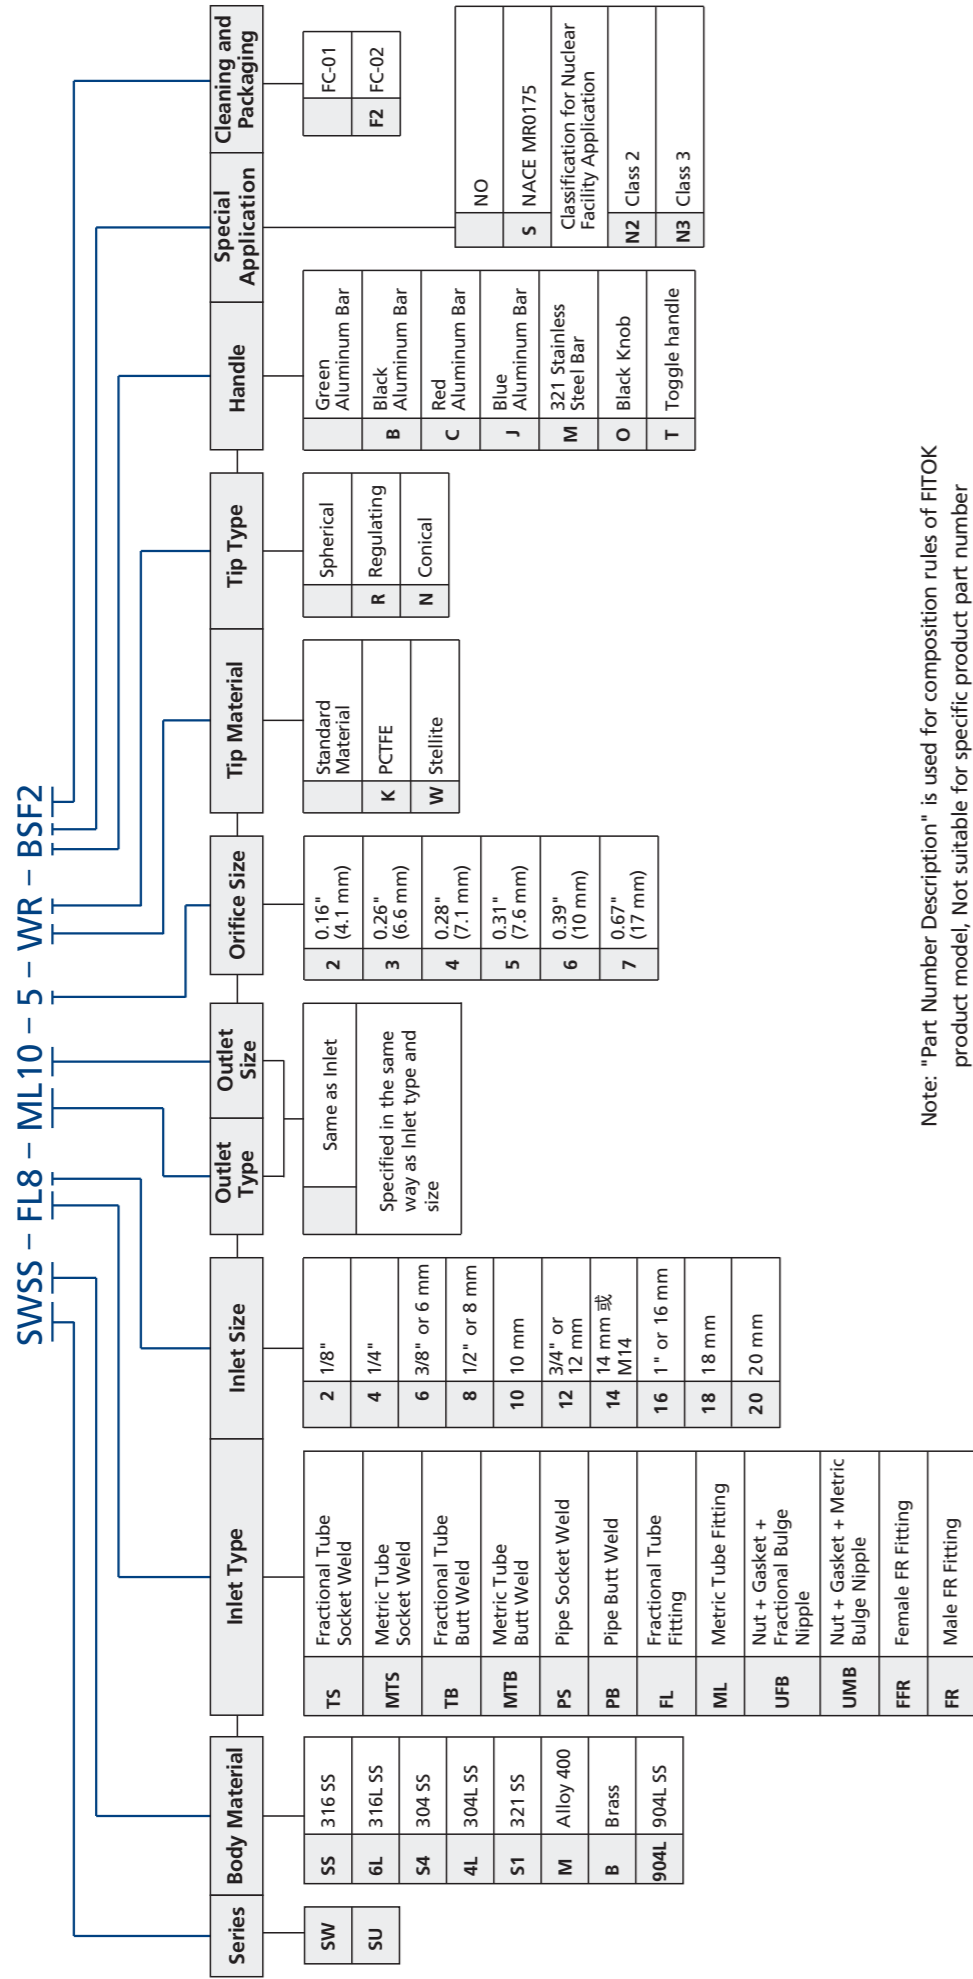 SWSS – FL8 – ML10 – 5 – WR – BSF2
Series
SW
SU
Body Material
SS 316 SS
6L 316L SS
S4 304 SS
4L 304L SS
S1 321 SS
M Alloy 400
B Brass
904L 904L SS
Inlet Type
TS Fractional Tube
Socket Weld
MTS Metric Tube
Socket Weld
TB Fractional Tube
Butt Weld
MTB Metric Tube
Butt Weld
PS Pipe Socket Weld
PB Pipe Butt Weld
FL Fractional Tube
Fitting
ML Metric Tube Fitting
UFB Nut + Gasket +
Fractional Bulge
Nipple
UMB Nut + Gasket + Metric
Bulge Nipple
FFR Female FR Fitting
FR Male FR Fitting
Inlet Size
2 1/8"
4 1/4"
6 3/8" or 6 mm
8 1/2" or 8 mm
10 10 mm
12 3/4" or
12 mm
14 14 mm 或
M14
16 1" or 16 mm
18 18 mm
20 20 mm
Outlet
Type
Outlet
Size
Same as Inlet
Specified in the same
way as Inlet type and
size
Orifice Size
2 0.16"
(4.1 mm)
3 0.26"
(6.6 mm)
4 0.28"
(7.1 mm)
5 0.31"
(7.6 mm)
6 0.39"
(10 mm)
7 0.67"
(17 mm)
Tip Material
Standard
Material
K PCTFE
W Stellite
Tip Type
Spherical
R Regulating
N Conical
Handle
Green
Aluminum Bar
B Black
Aluminum Bar
C Red
Aluminum Bar
J Blue
Aluminum Bar
M 321 Stainless
Steel Bar
O Black Knob
T Toggle handle
Special
Application
NO
S NACE MR0175
Classification for Nuclear
Facility Application
N2 Class 2
N3 Class 3
Cleaning and
Packaging
FC-01
F2 FC-02
Note: "Part Number Description" is used for composition rules of FITOK
product model, Not suitable for specific product part number